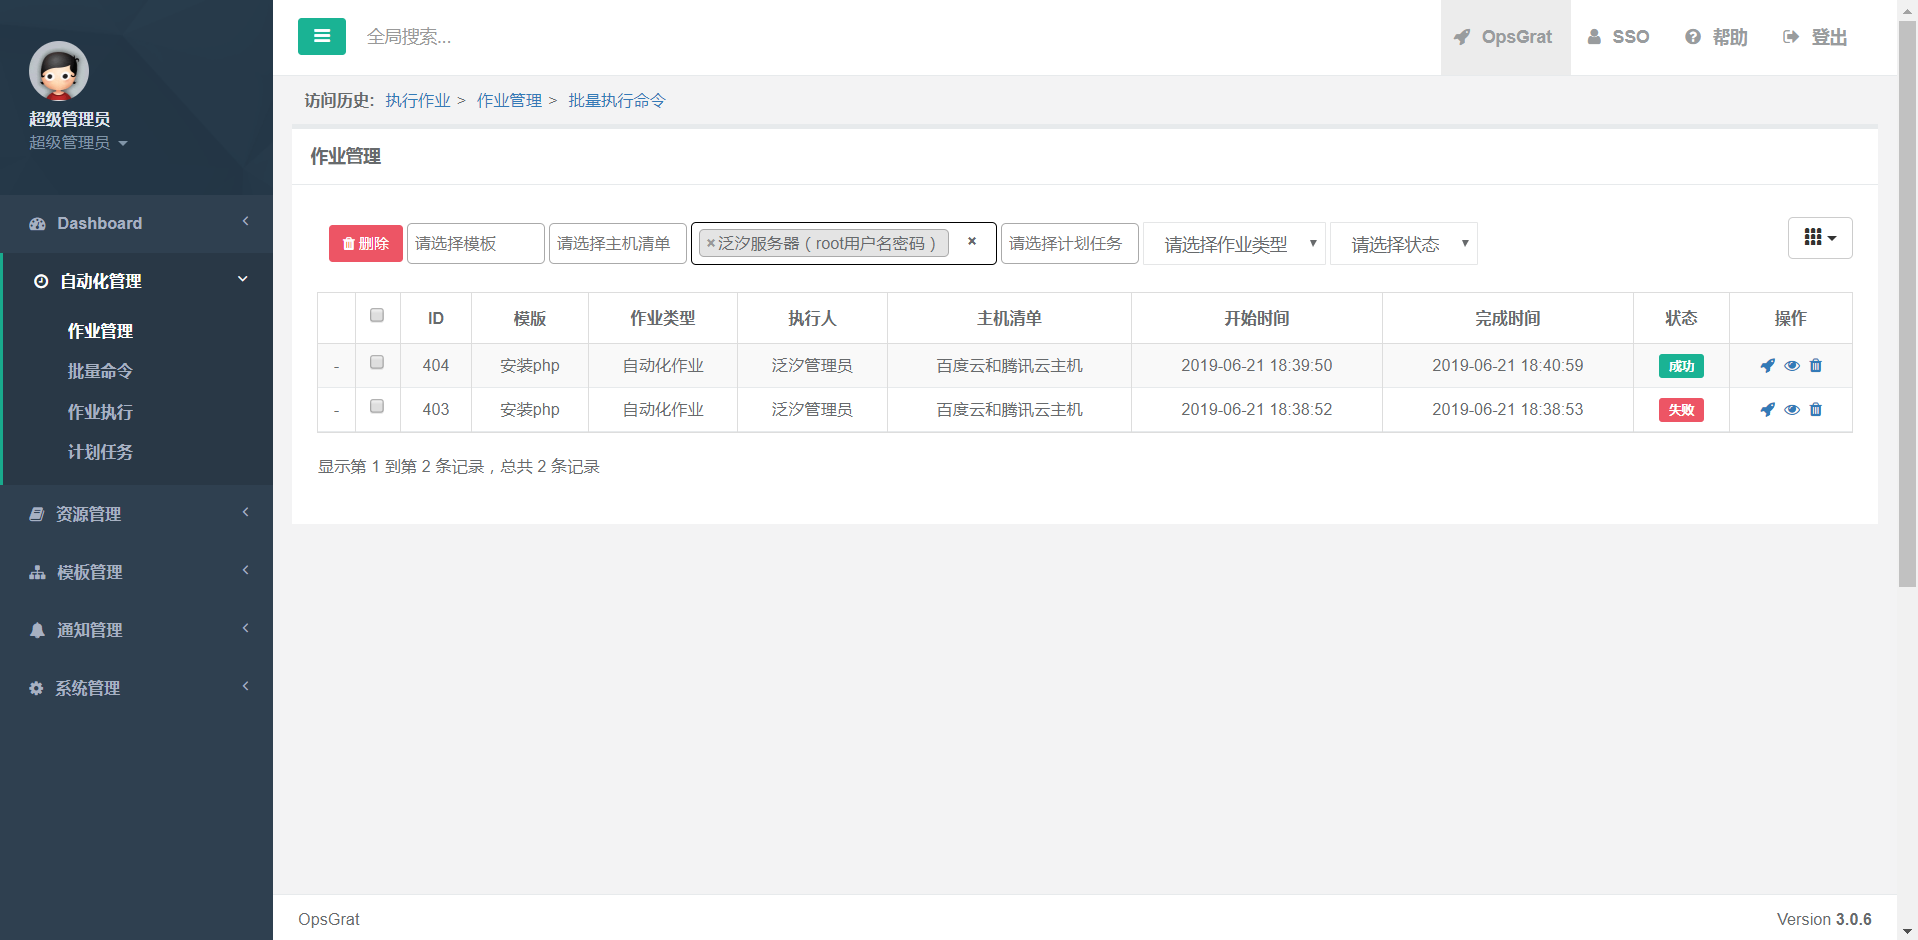 全局搜索...
OpsGrat
SSO
帮助
登出
超级管理员
超级管理员
Dashboard
自动化管理
作业管理
批量命令
作业执行
计划任务
资源管理
模板管理
通知管理
系统管理
访问历史: 执行作业 > 作业管理 > 批量执行命令
作业管理
删除 请选择模板 请选择主机清单 ×泛汐服务器（root用户名密码） × 请选择计划任务 请选择作业类型 请选择状态
ID 模版 作业类型 执行人 主机清单 开始时间 完成时间 状态 操作
- 404 安装php 自动化作业 泛汐管理员 百度云和腾讯云主机 2019-06-21 18:39:50 2019-06-21 18:40:59 成功
- 403 安装php 自动化作业 泛汐管理员 百度云和腾讯云主机 2019-06-21 18:38:52 2019-06-21 18:38:53 失败
显示第 1 到第 2 条记录，总共 2 条记录
OpsGrat
Version 3.0.6